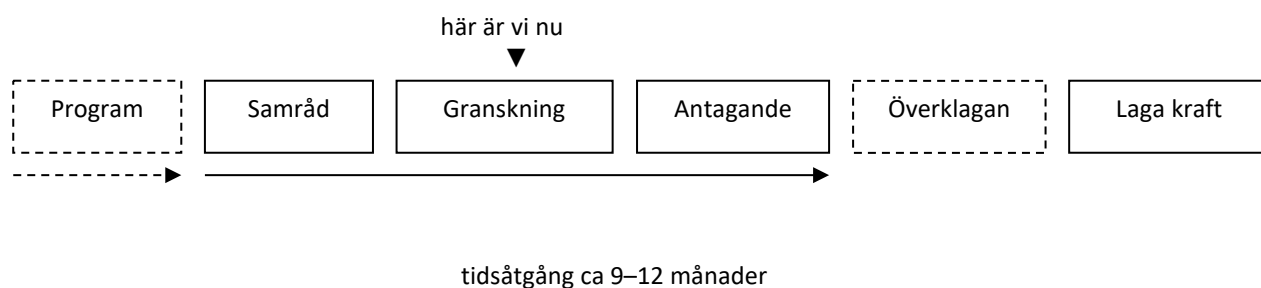 här är vi nu
Program Samråd Granskning Antagande Överklagan Laga kraft
tidsåtgång ca 9–12 månader